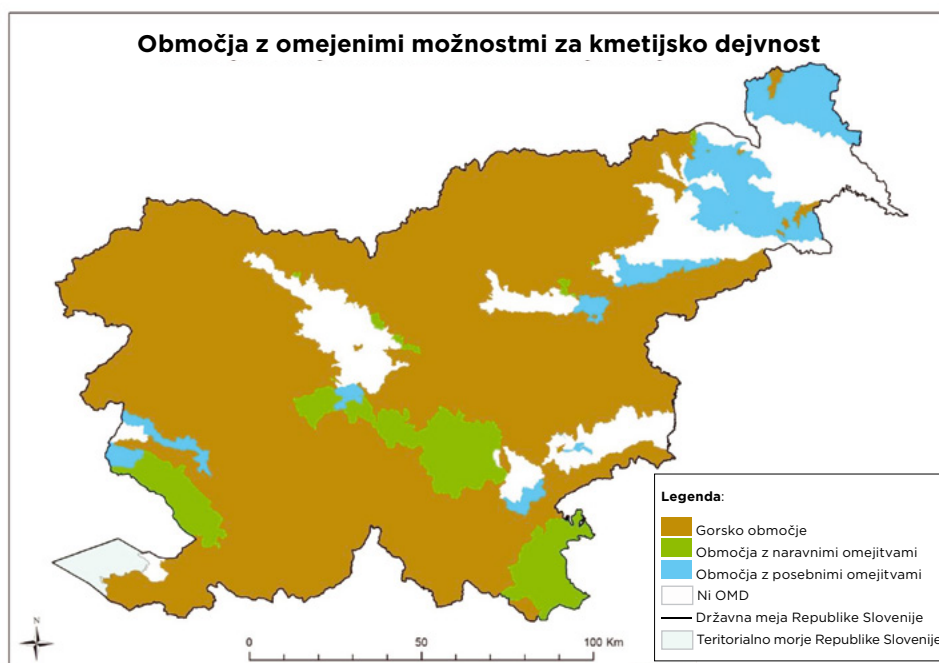 Območja z omejenimi možnostmi za kmetijsko dejvnost
Legenda:
Gorsko območje
Območja z naravnimi omejitvami
Območja z posebnimi omejitvami
Ni OMD
Državna meja Republike Slovenije
Teritorialno morje Republike Slovenije
N
0 50 100 Km